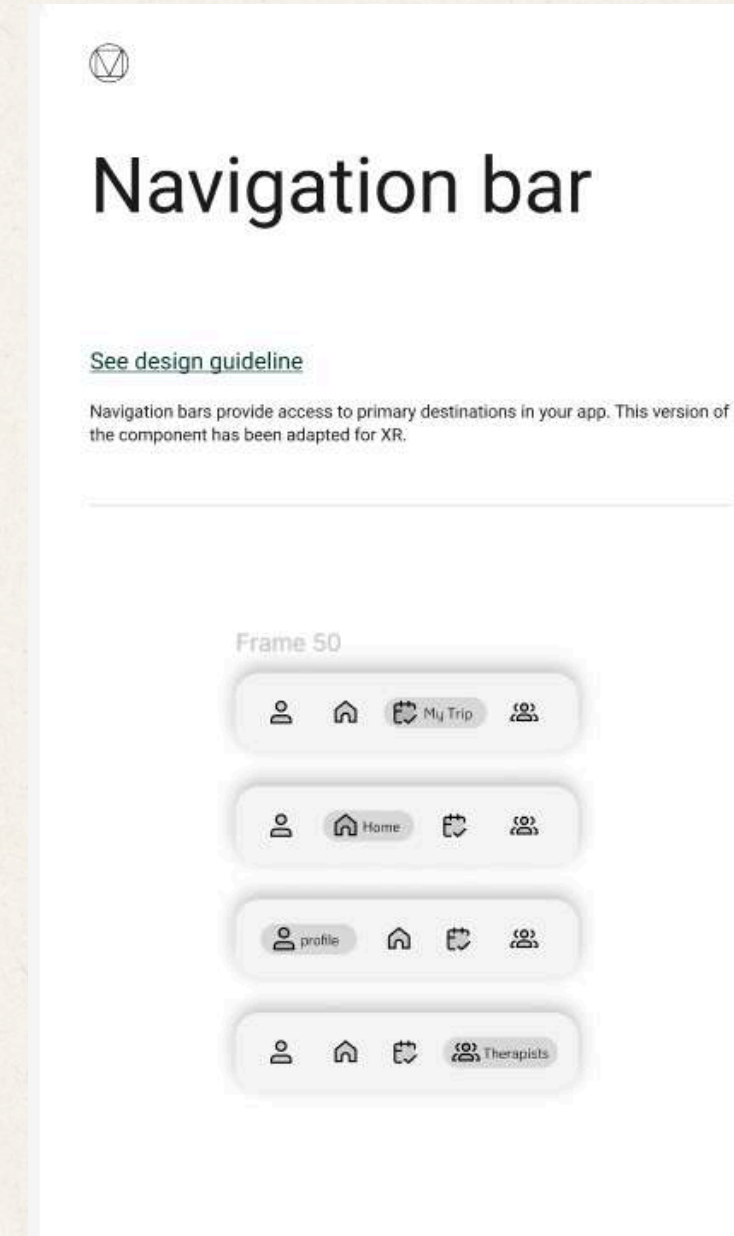 Navigation bar
See design guideline
Navigation bars provide access to primary destinations in your app. This version of
the component has been adapted for XR.
Frame 50
My Trip
Home
profile
Therapists